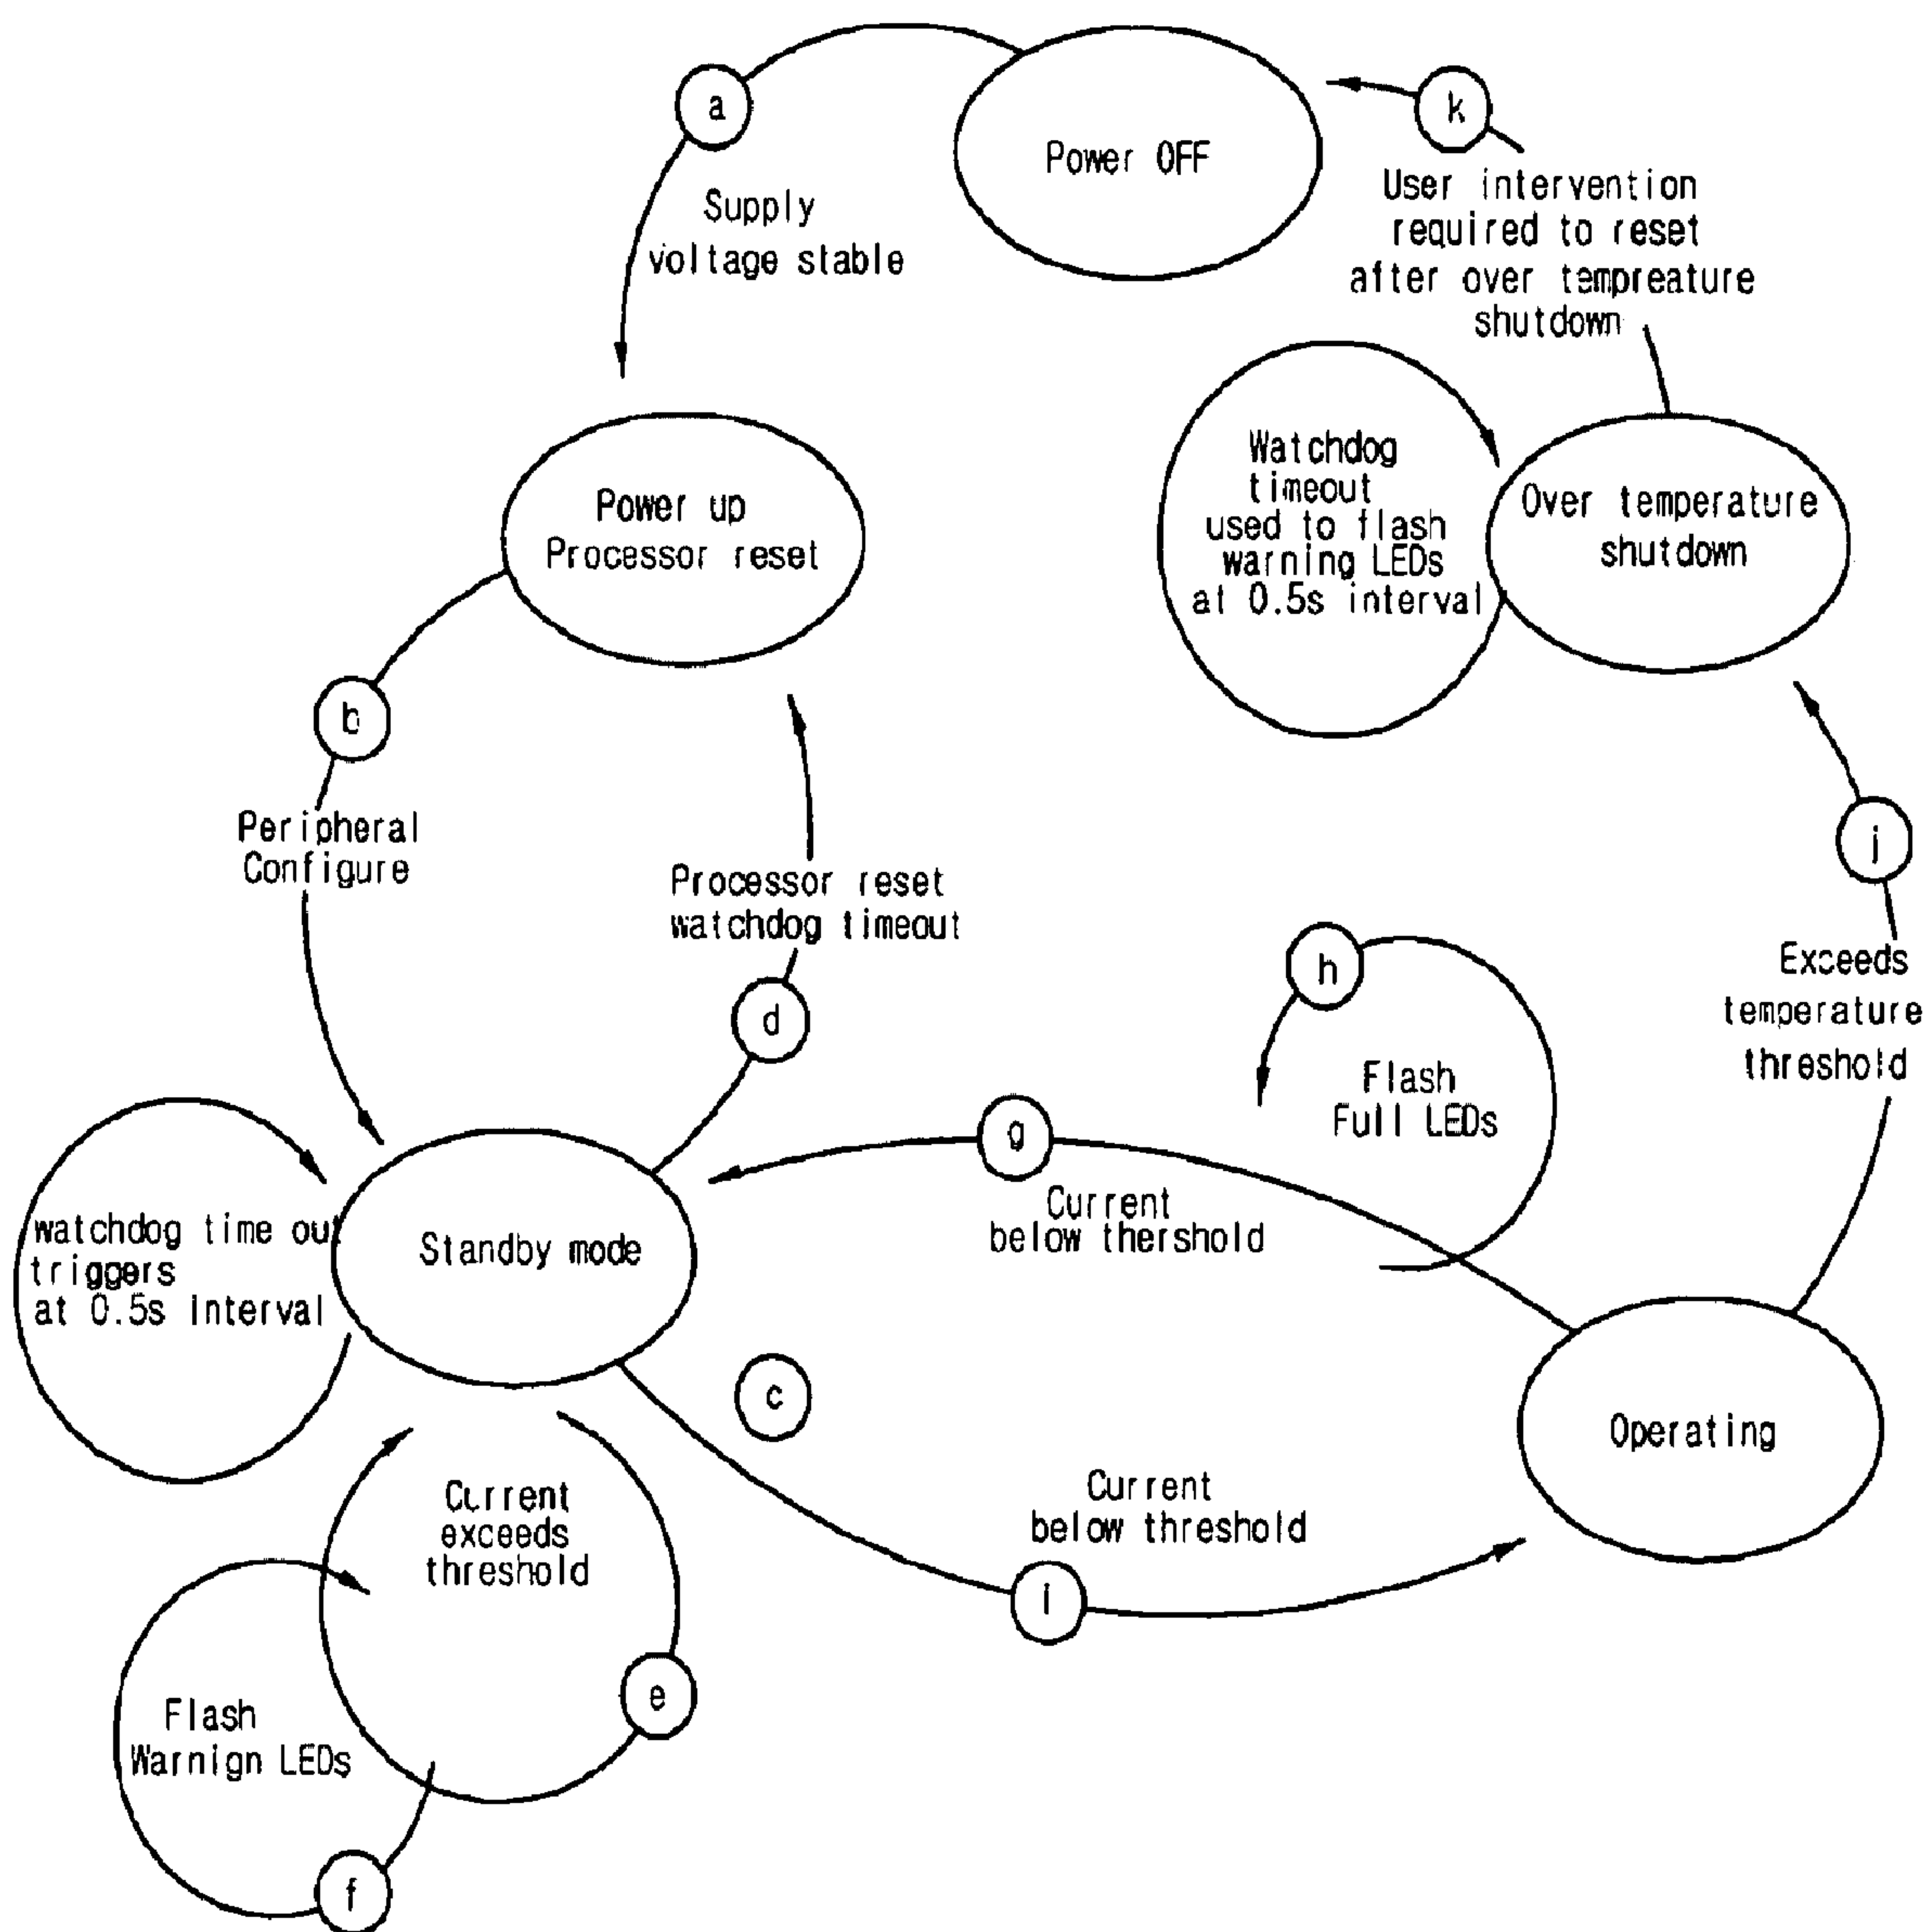 a
Power OFF
k
Supply
voltage stable
User intervention
required to reset
after over tempreature
shutdown
Power up
Processor reset
Watchdog
timeout
used to flash
warning LEDs
at 0.5s interval
Over temperature
shutdown
b
Peripheral
Configure
Processor reset
watchdog timeout
d
j
Exceeds
temperature
threshold
h
Flash
Full LEDs
g
Current
below thershold
watchdog time out
triggers
at 0.5s interval
Standby mode
c
Operating
Current
below threshold
i
Current
exceeds
threshold
e
Flash
Warnign LEDs
f